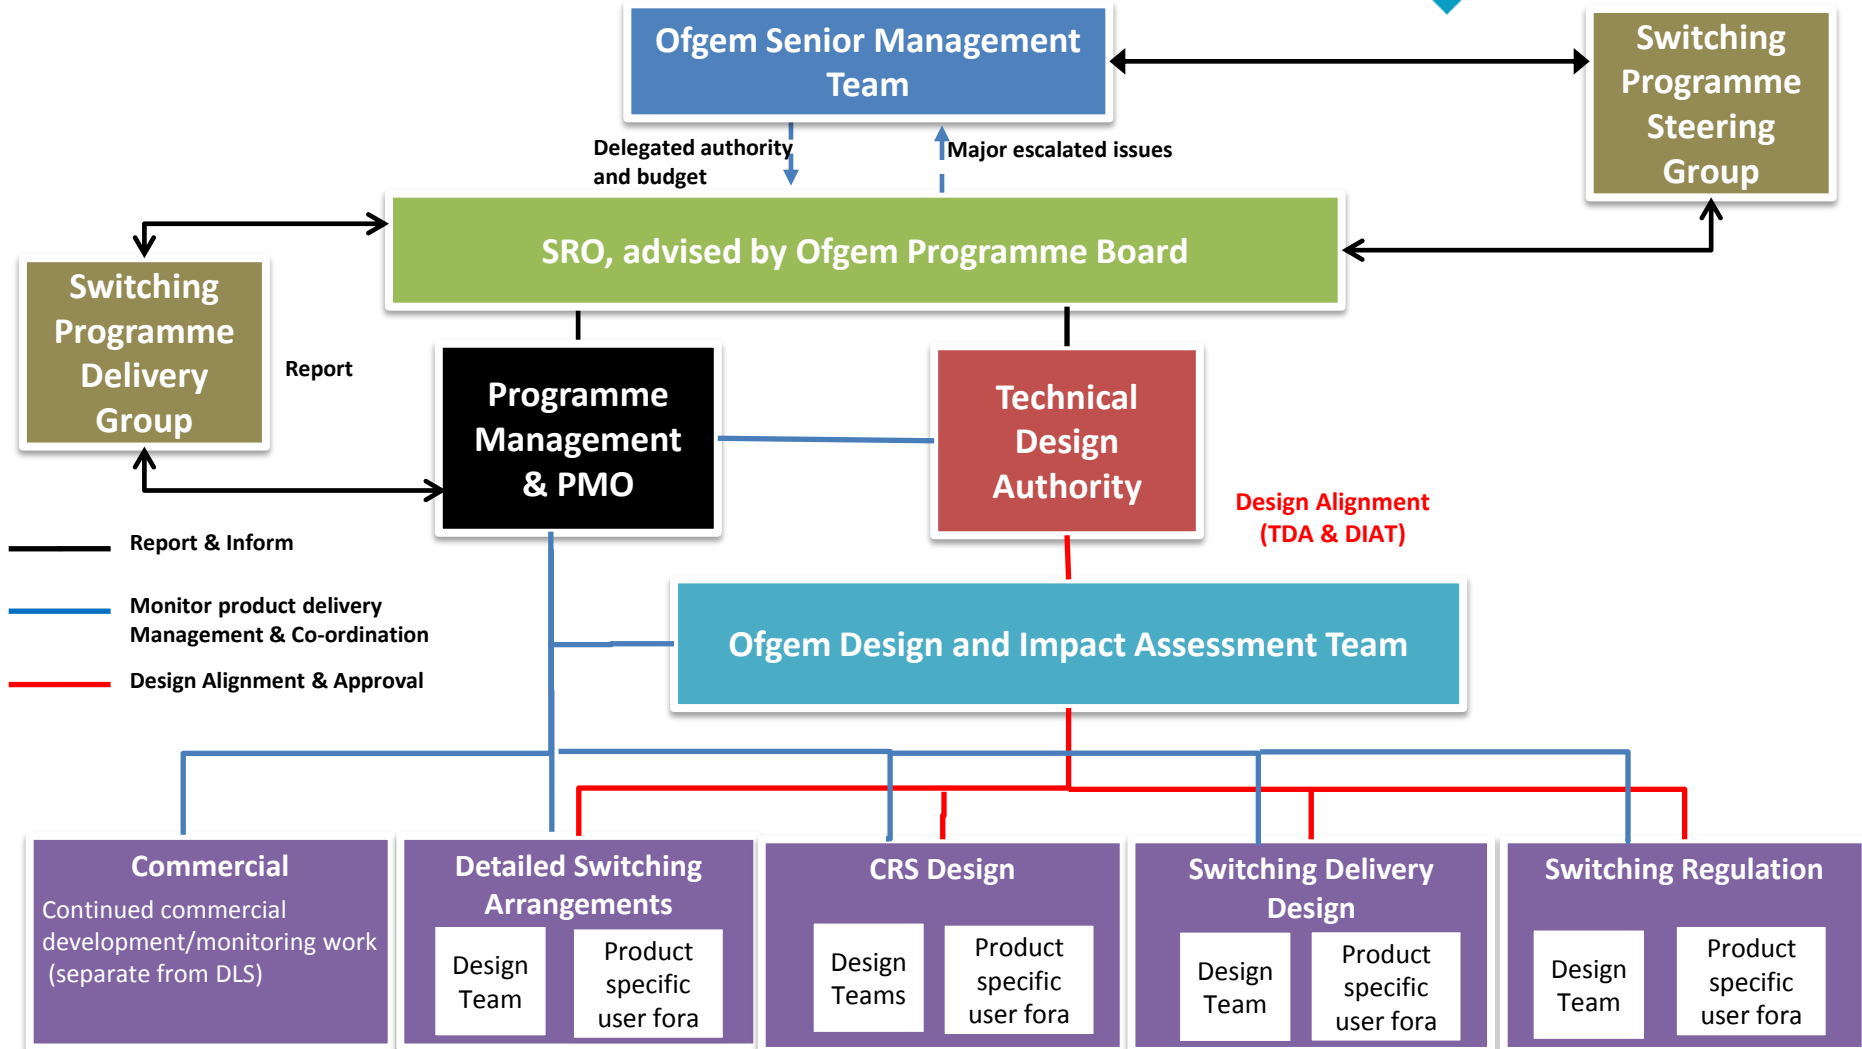 Ofgem Senior Management
Team
Switching
Programme
Steering
Group
Delegated authority
and budget
Major escalated issues
SRO, advised by Ofgem Programme Board
Switching
Programme
Delivery
Group
Report
Programme
Management
& PMO
Technical
Design
Authority
Design Alignment
(TDA & DIAT)
Report & Inform
Monitor product delivery
Management & Co-ordination
Design Alignment & Approval
Ofgem Design and Impact Assessment Team
Commercial
Continued commercial
development/monitoring work
(separate from DLS)
Detailed Switching
Arrangements
Design
Team
Product
specific
user fora
CRS Design
Design
Teams
Product
specific
user fora
Switching Delivery
Design
Design
Team
Product
specific
user fora
Switching Regulation
Design
Team
Product
specific
user fora